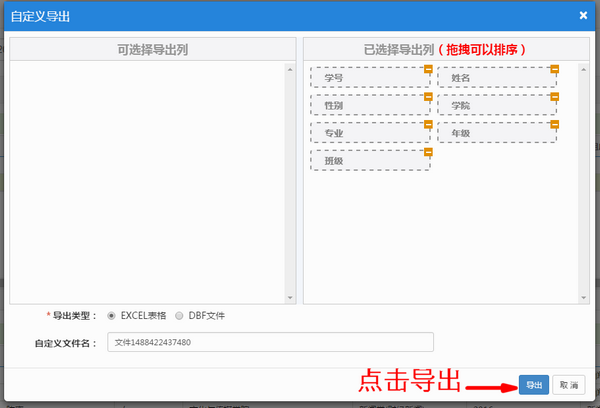 自定义导出 ×
可选择导出列
已选择导出列（拖拽可以排序）
学号 姓名
性别 学院
专业 年级
班级
* 导出类型： EXCEL表格 DBF文件
自定义文件名： 文件1488422437480
点击导出
导出 取消